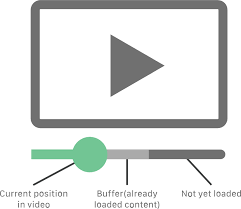 Current position
in video
Buffer(already
loaded content)
Not yet loaded